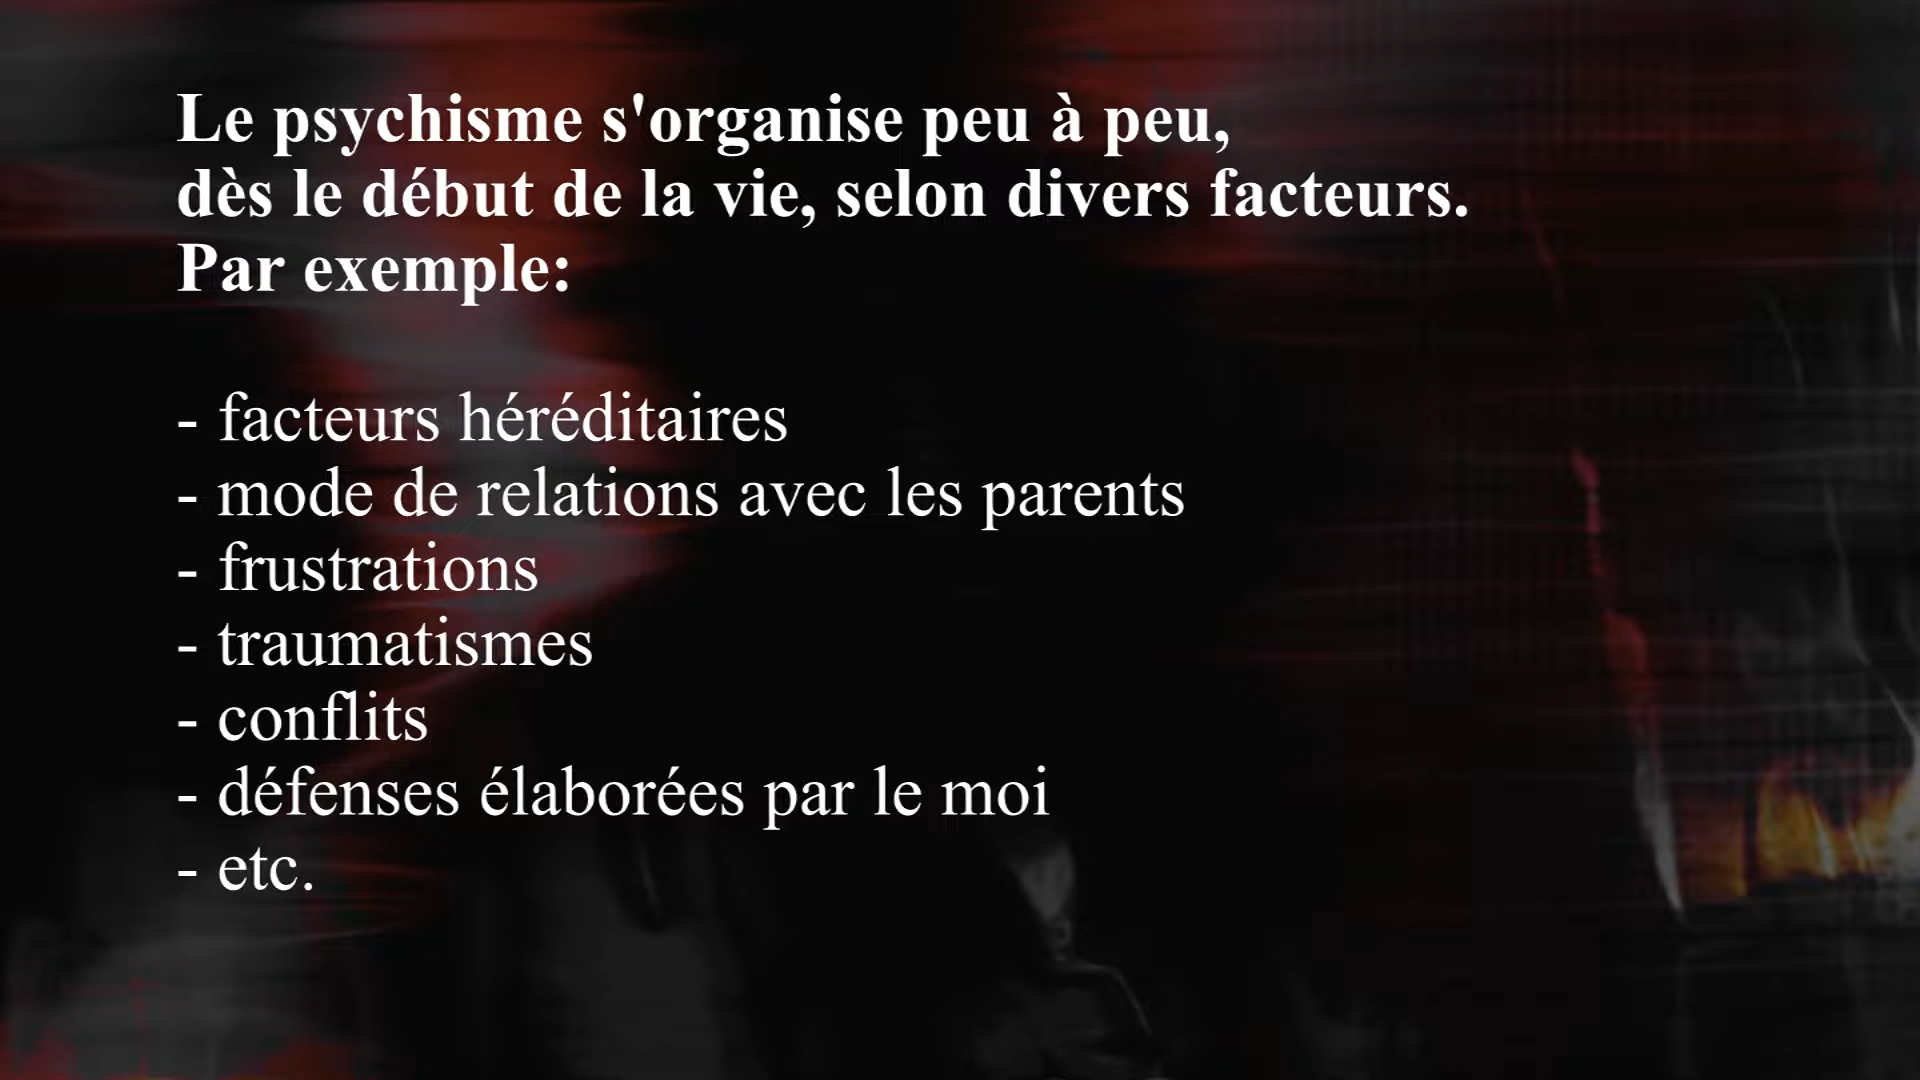 Le psychisme s'organise peu à peu,
dès le début de la vie, selon divers facteurs.
Par exemple:
- facteurs héréditaires
- mode de relations avec les parents
- frustrations
- traumatismes
- conflits
- défenses élaborées par le moi
- etc.